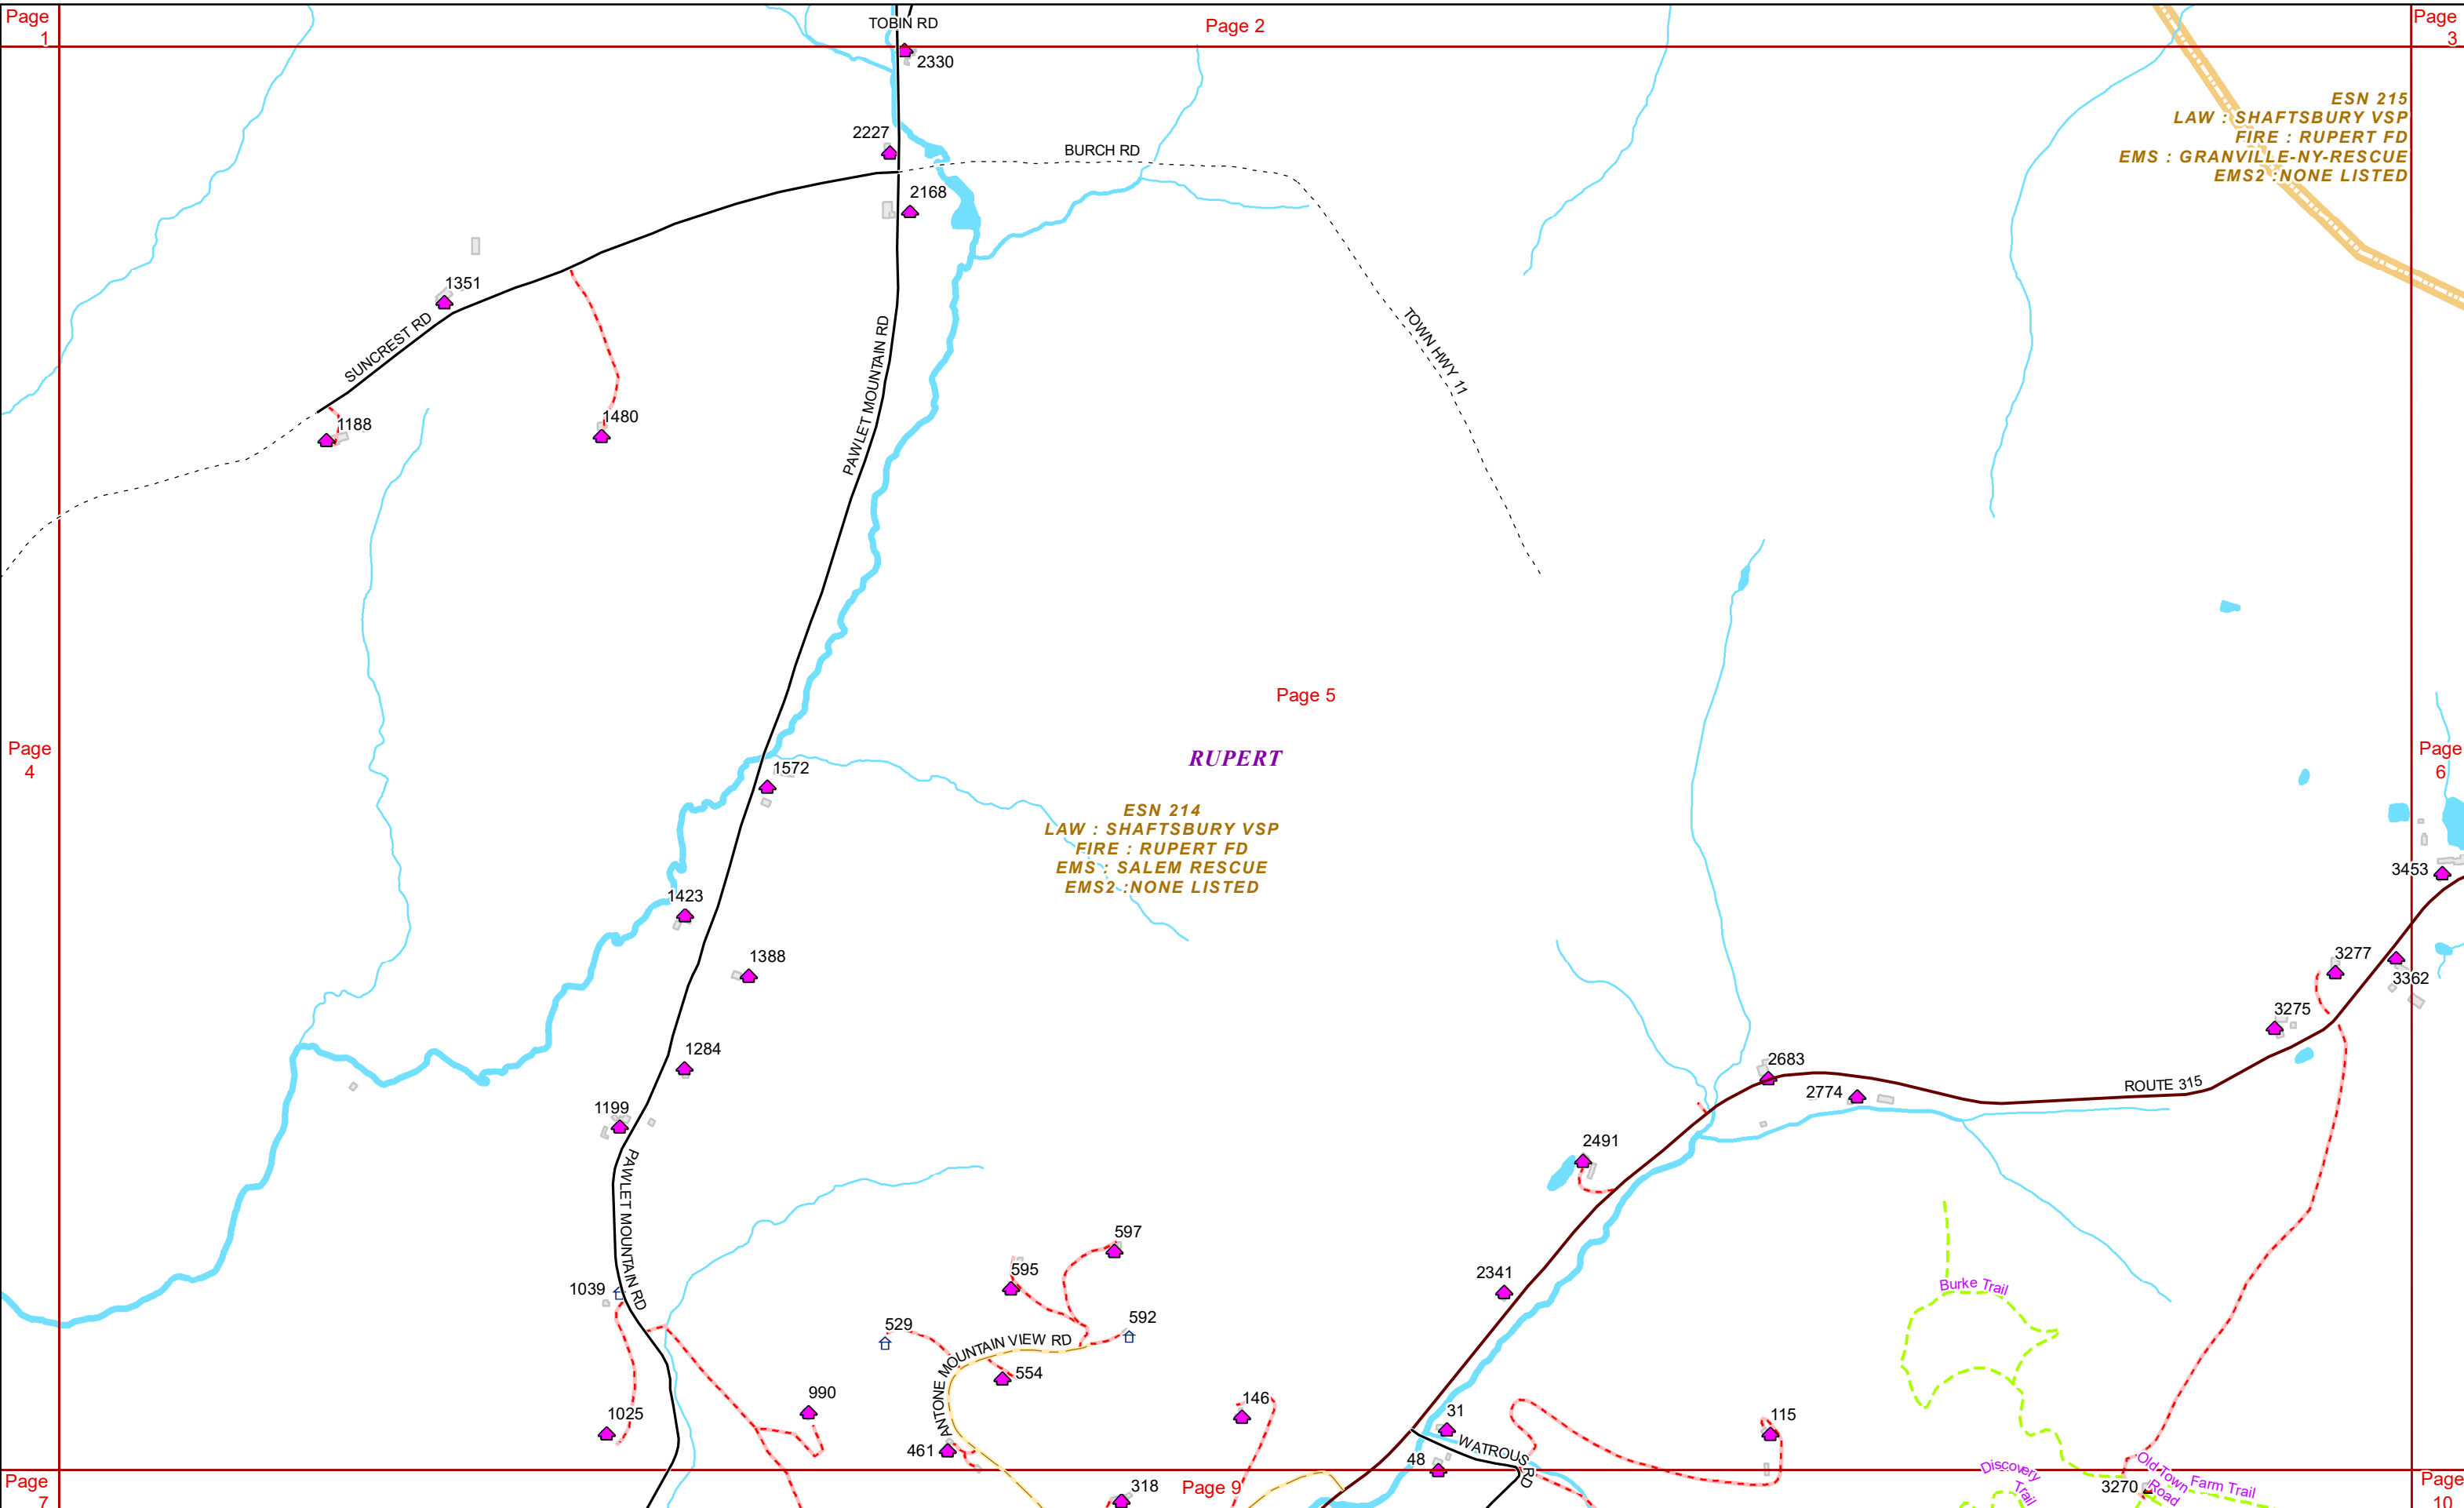 Page
1
TOBIN RD
Page 2
Page
3
2330
ESN 215
LAW : SHAFTSBURY VSP
FIRE : RUPERT FD
EMS : GRANVILLE-NY-RESCUE
EMS2 :NONE LISTED
2227
BURCH RD
2168
1351
SUNCREST RD
PAWLET MOUNTAIN RD
TOWN HWY 11
1188
1480
Page 5
RUPERT
Page
4
Page
6
1572
ESN 214
LAW : SHAFTSBURY VSP
FIRE : RUPERT FD
EMS : SALEM RESCUE
EMS2 :NONE LISTED
3453
1423
1388
3277
3362
3275
1284
2683
ROUTE 315
2774
1199
2491
PAWLET MOUNTAIN RD
597
595
2341
1039
Burke Trail
529
592
ANTONE MOUNTAIN VIEW RD
554
990
146
31
115
1025
461
48
WATROUS RD
Page
7
318
Page 9
Discovery
Trail
3270
Old Town
Road
Farm Trail
Page
10